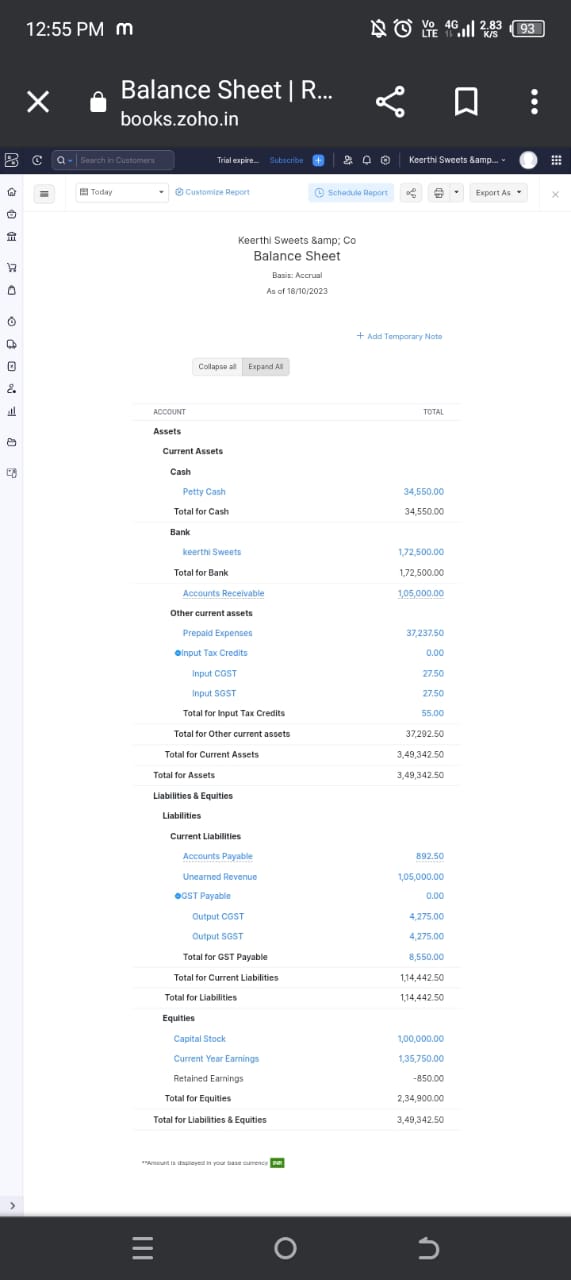 12:55 PM m
Vo LTE 4G 2.83 K/S 93
Balance Sheet | R...
books.zoho.in
Search in Customers Trial expire... Subscribe Keerthi Sweets &amp...
Today Customize Report Schedule Report Export As
Keerthi Sweets &amp; Co
Balance Sheet
Basis: Accrual
As of 18/10/2023
+ Add Temporary Note
Collapse all Expand All
ACCOUNT TOTAL
Assets
Current Assets
Cash
Petty Cash 34,550.00
Total for Cash 34,550.00
Bank
keerthi Sweets 1,72,500.00
Total for Bank 1,72,500.00
Accounts Receivable 1,05,000.00
Other current assets
Prepaid Expenses 37,237.50
Input Tax Credits 0.00
Input CGST 27.50
Input SGST 27.50
Total for Input Tax Credits 55.00
Total for Other current assets 37,292.50
Total for Current Assets 3,49,342.50
Total for Assets 3,49,342.50
Liabilities & Equities
Liabilities
Current Liabilities
Accounts Payable 892.50
Unearned Revenue 1,05,000.00
GST Payable 0.00
Output CGST 4,275.00
Output SGST 4,275.00
Total for GST Payable 8,550.00
Total for Current Liabilities 1,14,442.50
Total for Liabilities 1,14,442.50
Equities
Capital Stock 1,00,000.00
Current Year Earnings 1,35,750.00
Retained Earnings -850.00
Total for Equities 2,34,900.00
Total for Liabilities & Equities 3,49,342.50
**Amount is displayed in your base currency INR